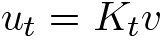 u_t = K_t v